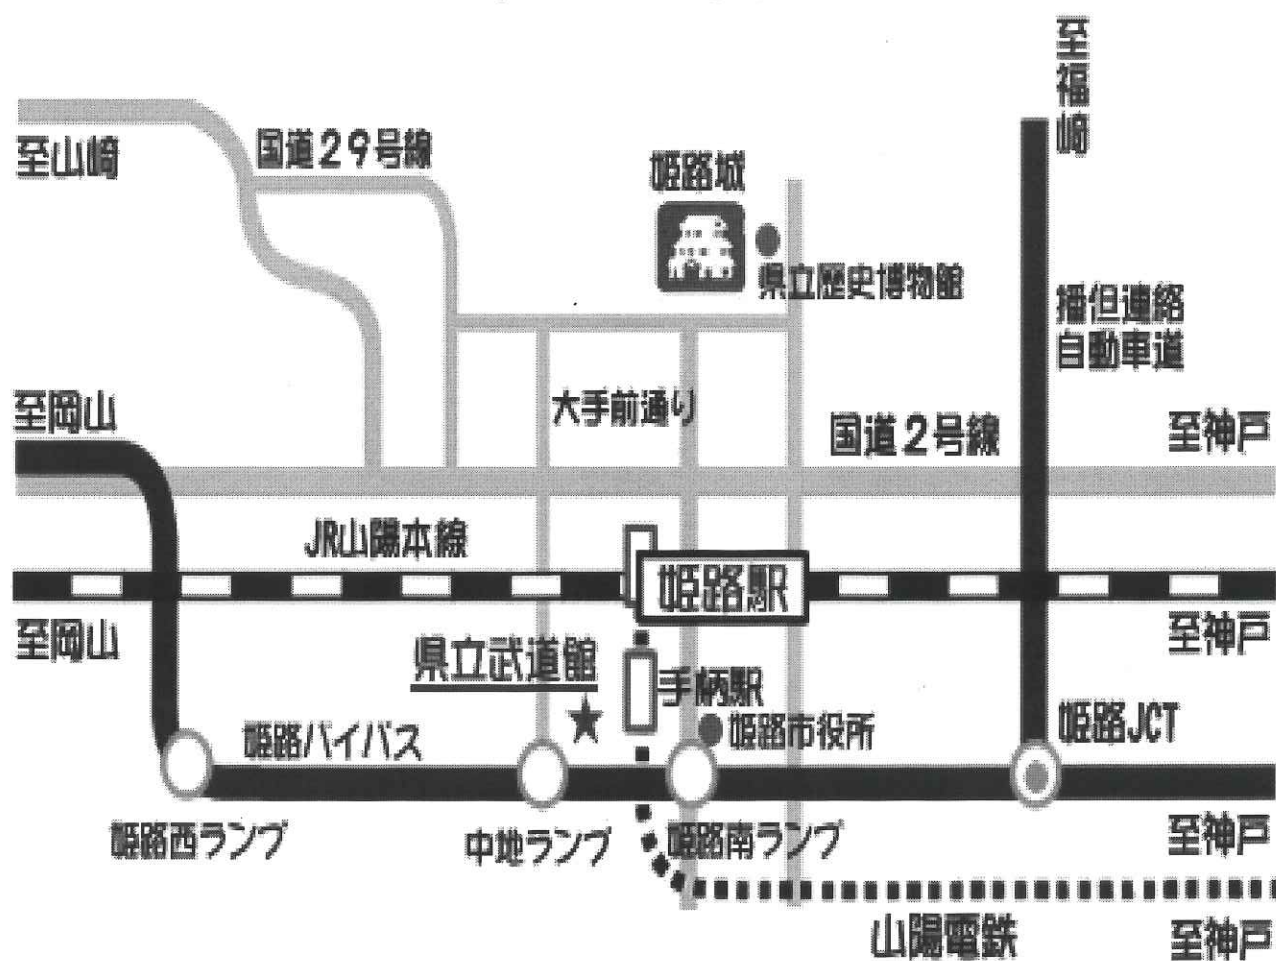 至福崎
国道29号線
至山崎
姫路城
県立歴史博物館
播但連絡
自動車道
至岡山
大手前通り
国道2号線
至神戸
JR山陽本線
姫路駅
至岡山
至神戸
県立武道館
手柄駅
姫路市役所
姫路JCT
姫路バイパス
姫路西ランプ
中地ランプ
姫路南ランプ
至神戸
山陽電鉄
至神戸